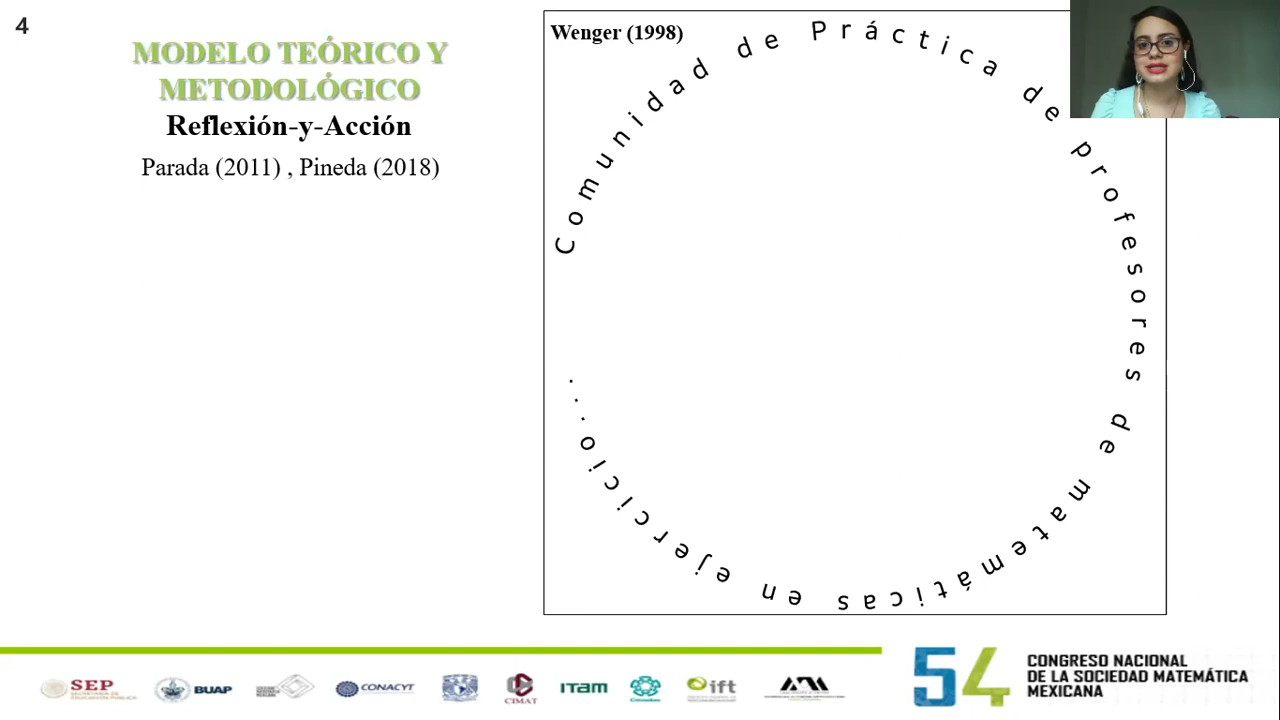 4
MODELO TEÓRICO Y
METODOLÓGICO
Reflexión-y-Acción
Parada (2011) , Pineda (2018)
Wenger (1998)
Comunidad de Práctica de profesores de matemáticas en ejercicio...
SEP
BUAP
CONACYT
CIMAT
ITAM
Cinvestav
ift
54
CONGRESO NACIONAL
DE LA SOCIEDAD MATEMÁTICA
MEXICANA